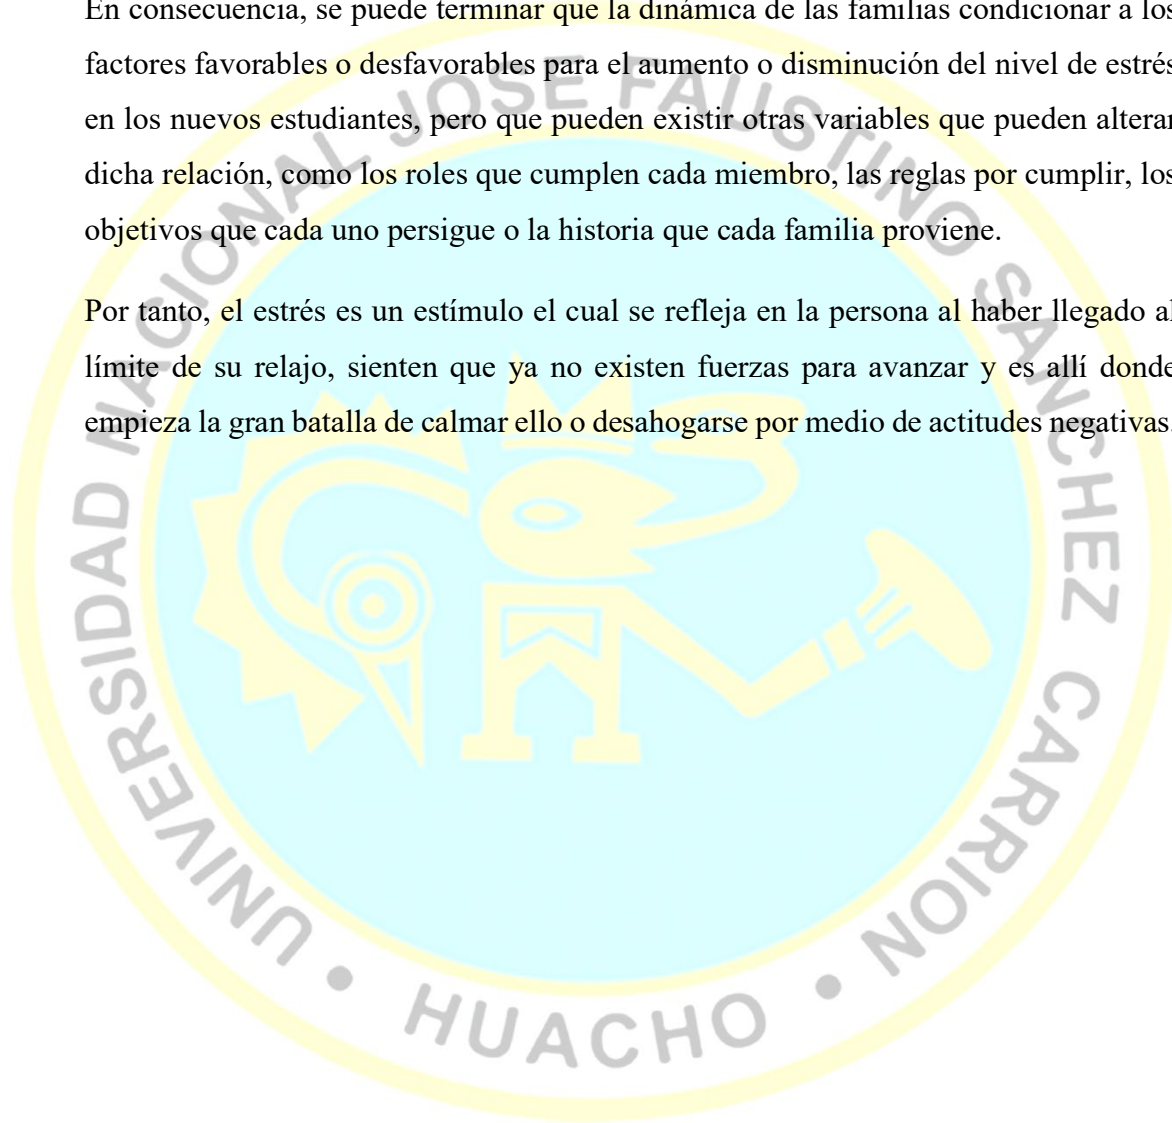 En consecuencia, se puede terminar que la dinámica de las familias condicionar a los
factores favorables o desfavorables para el aumento o disminución del nivel de estrés
en los nuevos estudiantes, pero que pueden existir otras variables que pueden alterar
dicha relación, como los roles que cumplen cada miembro, las reglas por cumplir, los
objetivos que cada uno persigue o la historia que cada familia proviene.
Por tanto, el estrés es un estímulo el cual se refleja en la persona al haber llegado al
límite de su relajo, sienten que ya no existen fuerzas para avanzar y es allí donde
empieza la gran batalla de calmar ello o desahogarse por medio de actitudes negativas.
UNIVERSIDAD NACIONAL JOSE FAUSTINO SANCHEZ CARRION
• HUACHO •